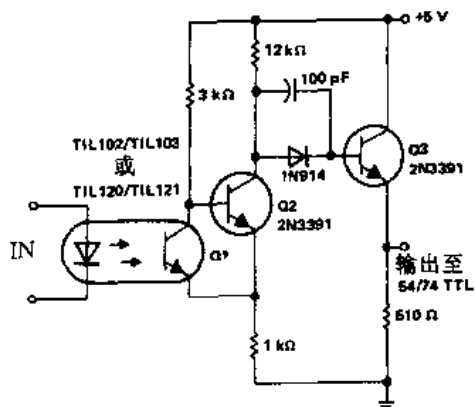 +5 V
12 kΩ
100 pF
3 kΩ
TIL102/TIL103
或
TIL120/TIL121
1N914
Q3
2N3391
Q2
2N3391
IN
Q1
输出至
54/74 TTL
1 kΩ
510 Ω